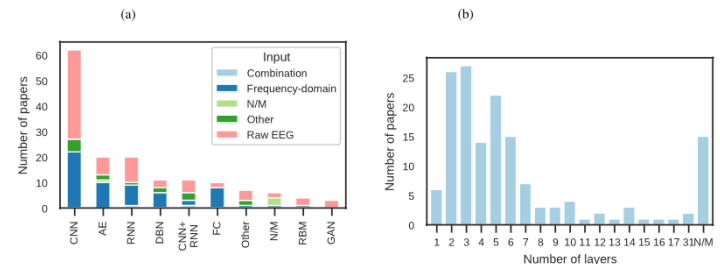 (a)
(b)
Number of papers
60
50
40
30
20
10
0
Input
Combination
Frequency-domain
N/M
Other
Raw EEG
CNN
AE
RNN
DBN
CNN+
RNN
FC
Other
N/M
RBM
GAN
Number of papers
25
20
15
10
5
0
1 2 3 4 5 6 7 8 9 10 11 12 13 14 15 16 17 31N/M
Number of layers